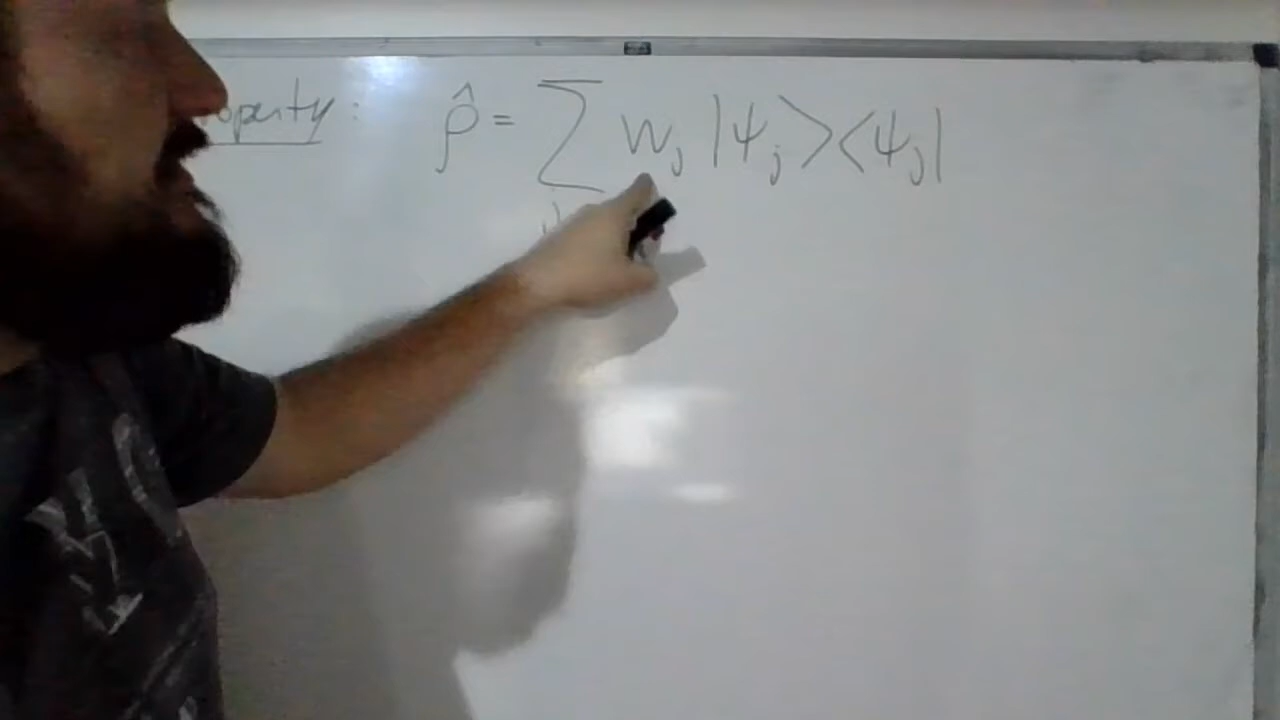 operty : ρ̂ = ∑ wⱼ |ψⱼ><ψⱼ|